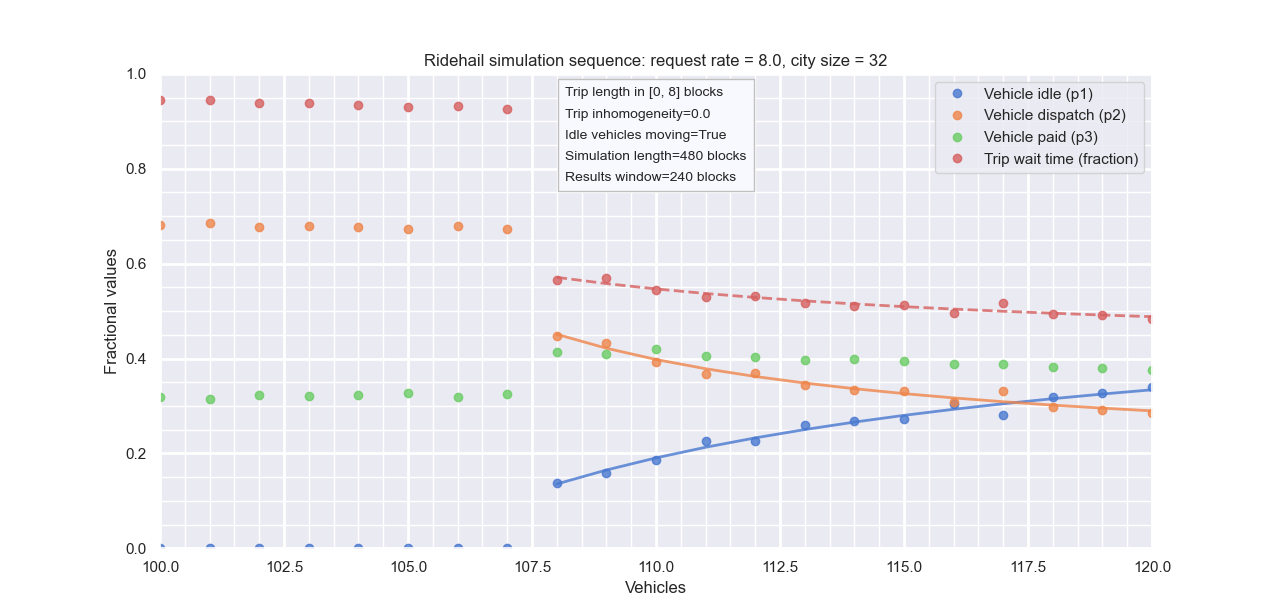 Ridehail simulation sequence: request rate = 8.0, city size = 32
Trip length in [0, 8] blocks
Trip inhomogeneity=0.0
Idle vehicles moving=True
Simulation length=480 blocks
Results window=240 blocks
Vehicle idle (p1)
Vehicle dispatch (p2)
Vehicle paid (p3)
Trip wait time (fraction)
Fractional values
1.0
0.8
0.6
0.4
0.2
0.0
100.0 102.5 105.0 107.5 110.0 112.5 115.0 117.5 120.0
Vehicles